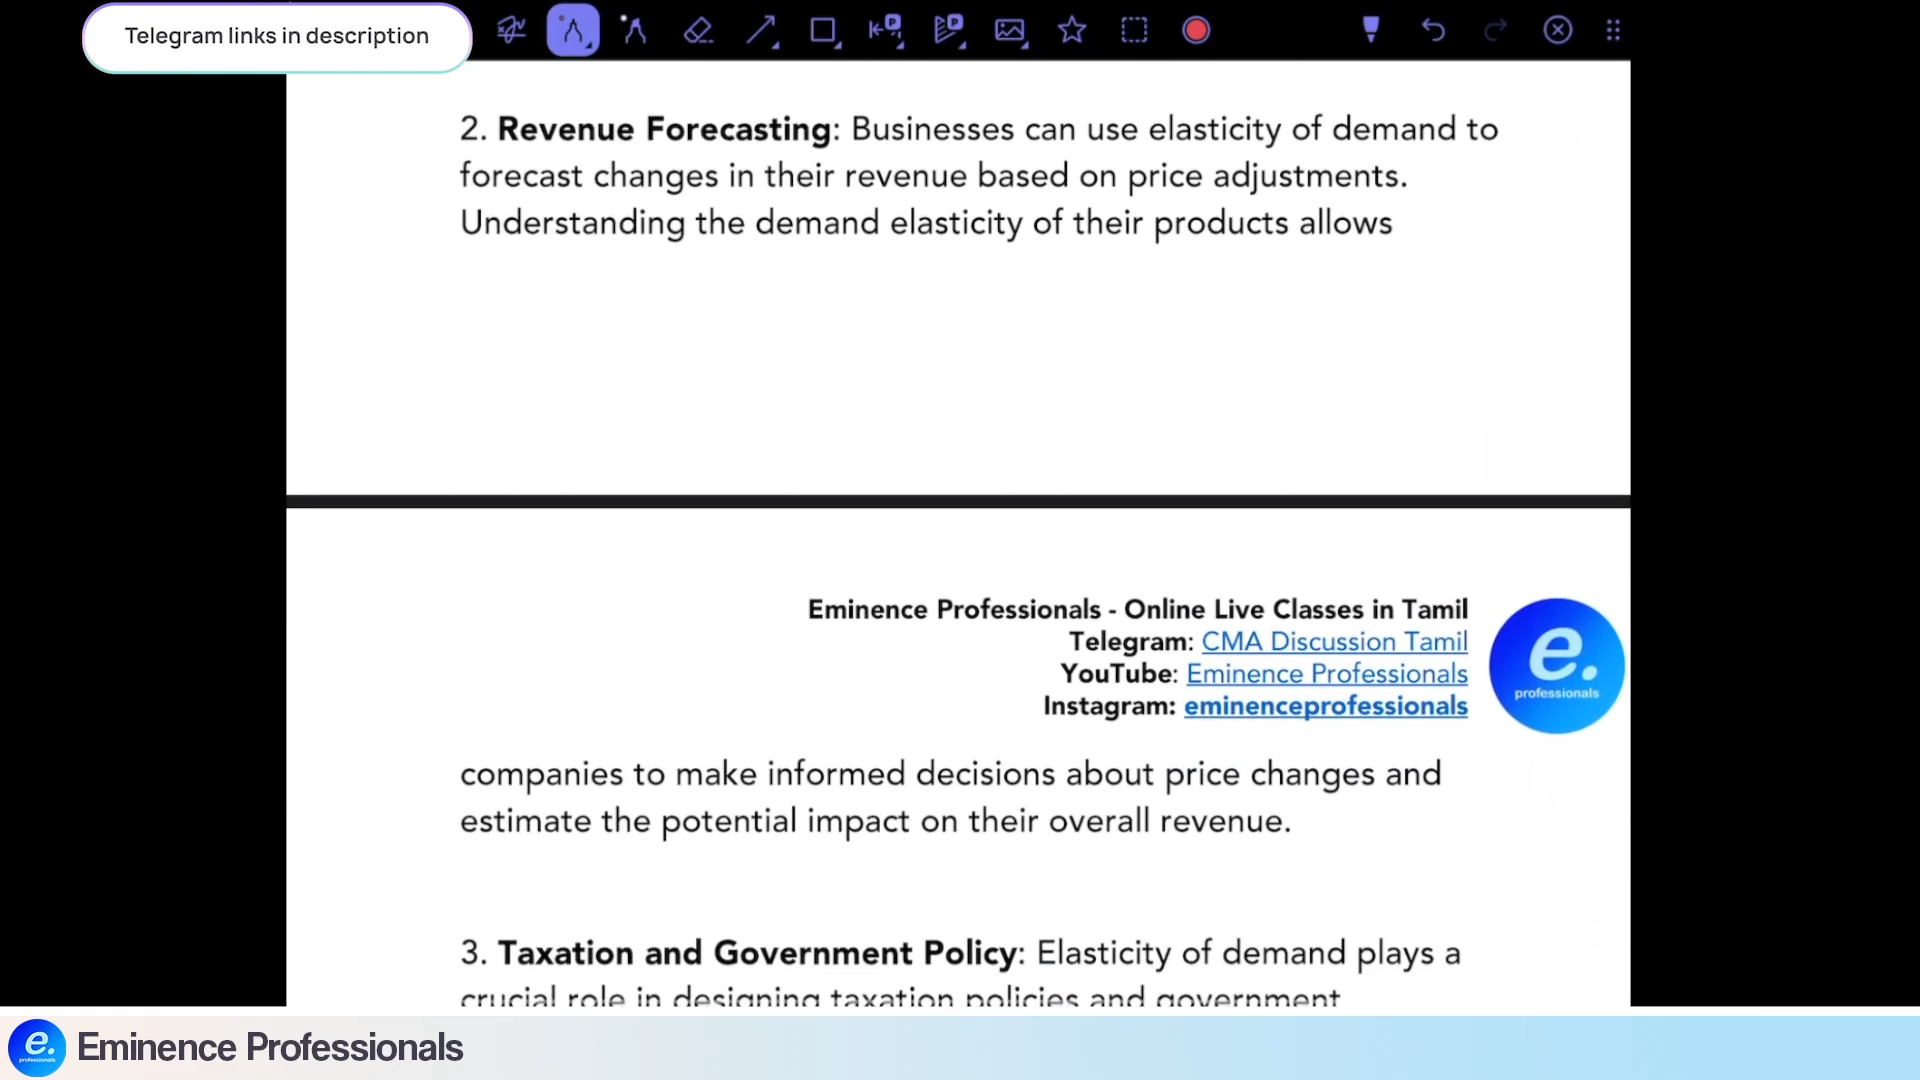 Telegram links in description
2. Revenue Forecasting: Businesses can use elasticity of demand to
forecast changes in their revenue based on price adjustments.
Understanding the demand elasticity of their products allows
Eminence Professionals - Online Live Classes in Tamil
Telegram: CMA Discussion Tamil
YouTube: Eminence Professionals
Instagram: eminenceprofessionals
e.
professionals
companies to make informed decisions about price changes and
estimate the potential impact on their overall revenue.
3. Taxation and Government Policy: Elasticity of demand plays a
crucial role in designing taxation policies and government
e.
professionals
Eminence Professionals